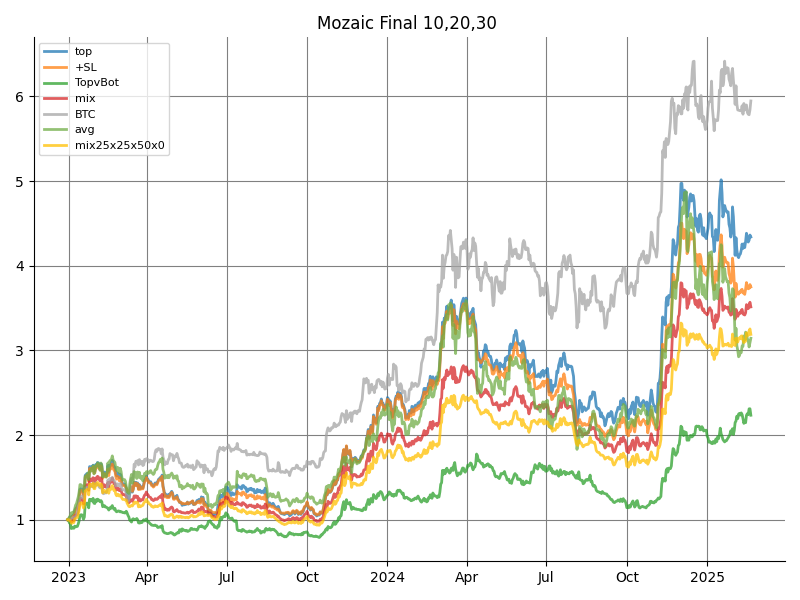 Mozaic Final 10,20,30
top
+SL
TopvBot
mix
BTC
avg
mix25x25x50x0
6
5
4
3
2
1
2023 Apr Jul Oct 2024 Apr Jul Oct 2025